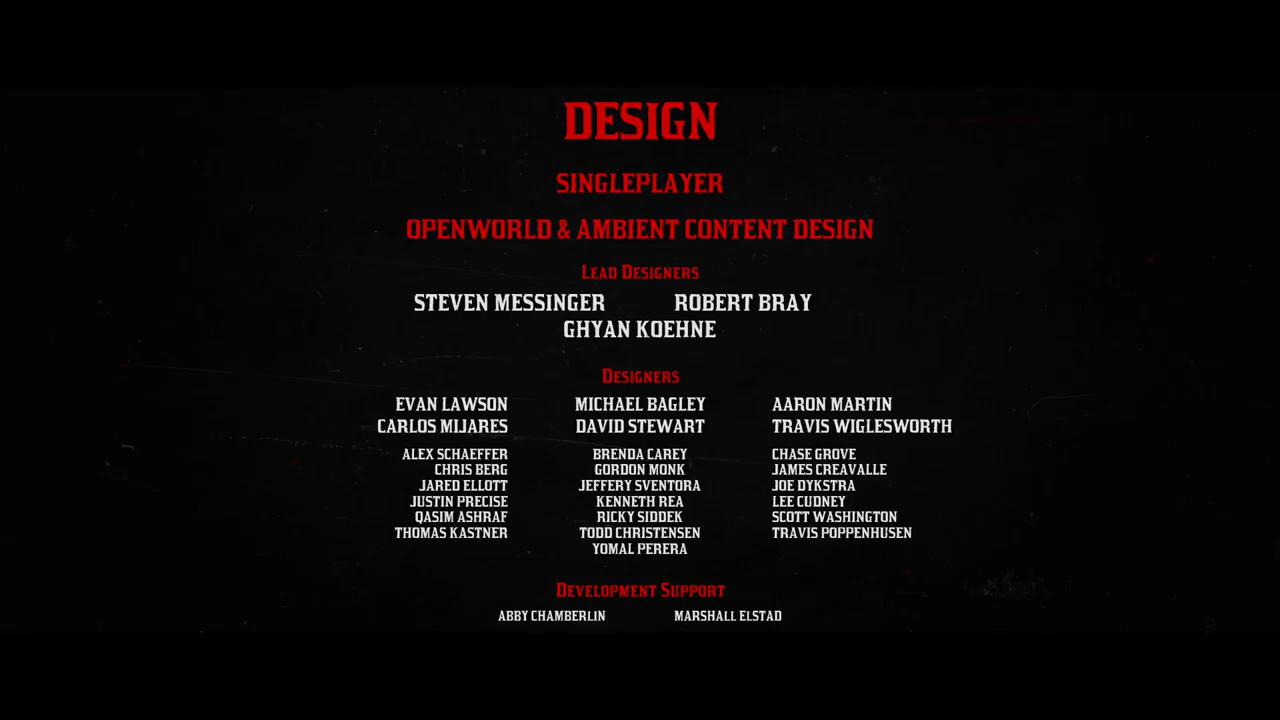 DESIGN
SINGLEPLAYER
OPENWORLD & AMBIENT CONTENT DESIGN
LEAD DESIGNERS
STEVEN MESSINGER ROBERT BRAY
GHYAN KOEHNE
DESIGNERS
EVAN LAWSON MICHAEL BAGLEY AARON MARTIN
CARLOS MIJARES DAVID STEWART TRAVIS WIGLESWORTH
ALEX SCHAEFFER BRENDA CAREY CHASE GROVE
CHRIS BERG GORDON MONK JAMES CREAVALLE
JARED ELLOTT JEFFERY SVENTORA JOE DYKSTRA
JUSTIN PRECISE KENNETH REA LEE CUDNEY
QASIM ASHRAF RICKY SIDDEK SCOTT WASHINGTON
THOMAS KASTNER TODD CHRISTENSEN TRAVIS POPPENHUSEN
YOMAL PERERA
DEVELOPMENT SUPPORT
ABBY CHAMBERLIN MARSHALL ELSTAD